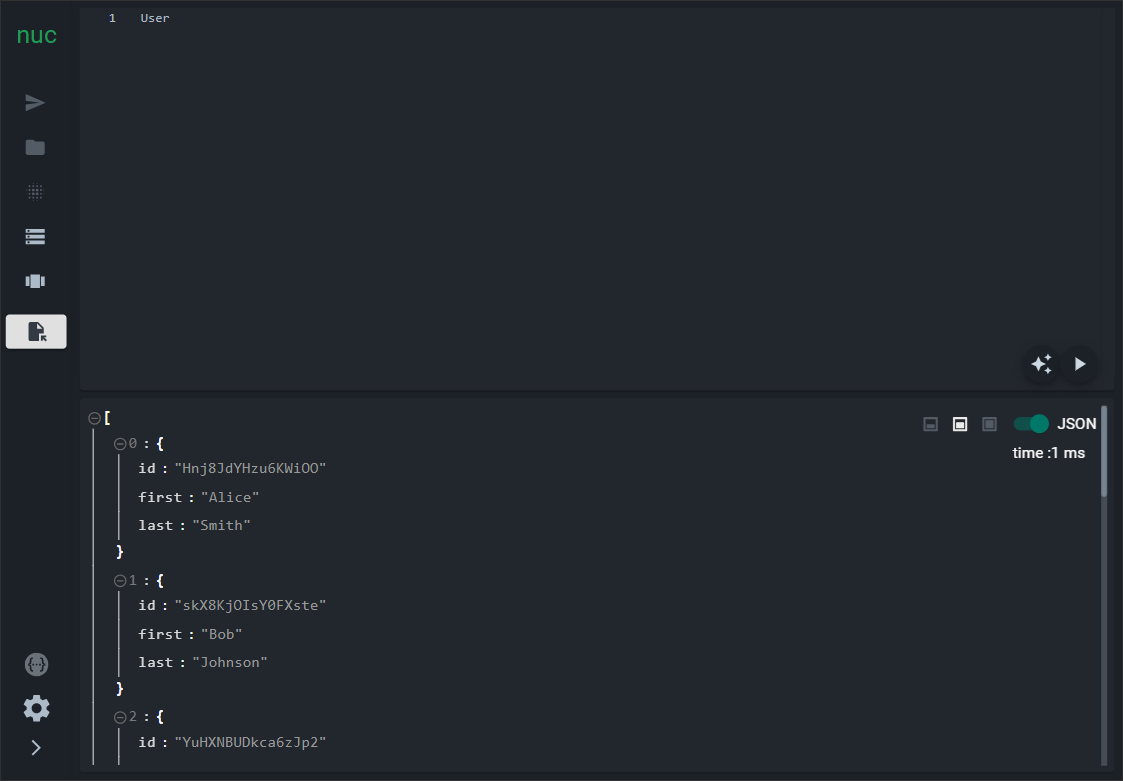 nuc
1 User
[
JSON
time :1 ms
0 : {
id : "Hnj8JdYHzu6KWiOO"
first : "Alice"
last : "Smith"
}
1 : {
id : "skX8KjOIsY0FXste"
first : "Bob"
last : "Johnson"
}
2 : {
id : "YuHXNBUDkca6zJp2"